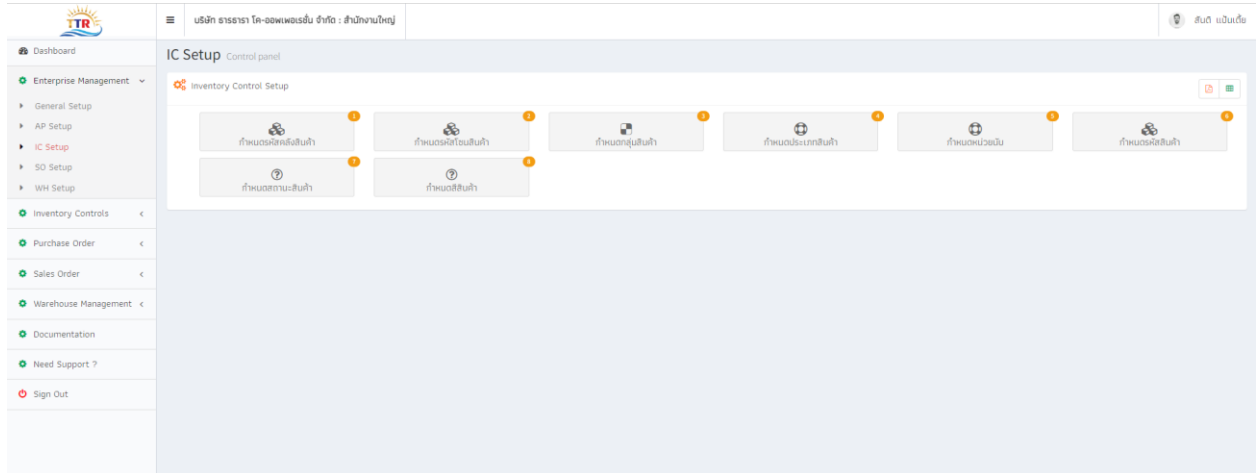 TTR
บริษัท ธารธารา โค-ออพเพอเรชั่น จำกัด : สำนักงานใหญ่
สันติ แป้นเตี้ย
Dashboard
Enterprise Management
General Setup
AP Setup
IC Setup
SO Setup
WH Setup
Inventory Controls
Purchase Order
Sales Order
Warehouse Management
Documentation
Need Support ?
Sign Out
IC Setup Control panel
Inventory Control Setup
1
กำหนดรหัสคลังสินค้า
2
กำหนดรหัสโซนสินค้า
3
กำหนดกลุ่มสินค้า
4
กำหนดประเภทสินค้า
5
กำหนดหน่วยนับ
6
กำหนดรหัสสินค้า
7
กำหนดสถานะสินค้า
8
กำหนดสีสินค้า